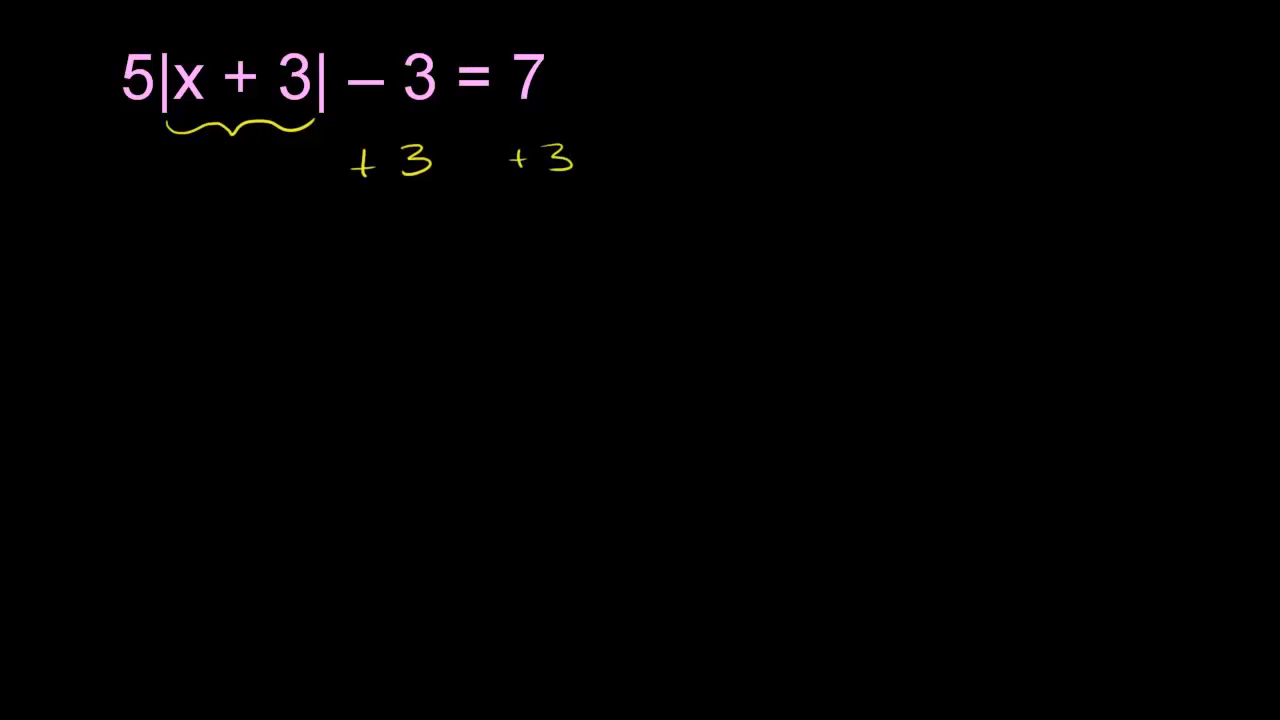 5|x + 3| – 3 = 7
+ 3 + 3